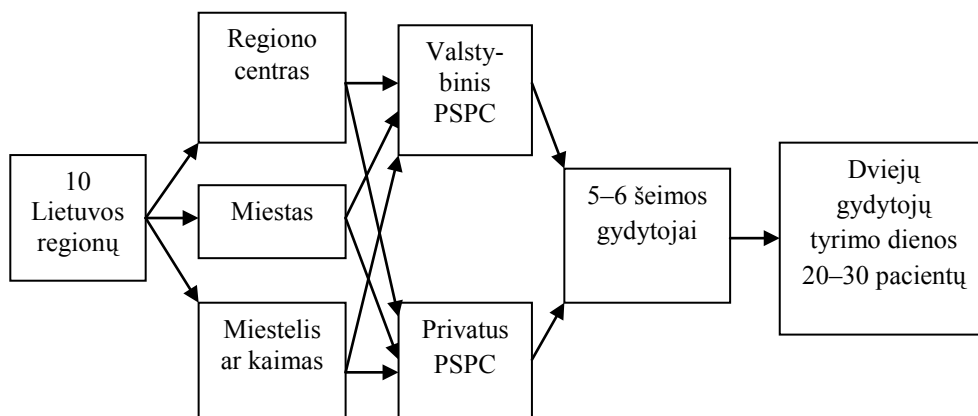 10
Lietuvos
regionų
Regiono
centras
Miestas
Miestelis
ar kaimas
Valsty-
binis
PSPC
Privatus
PSPC
5–6 šeimos
gydytojai
Dviejų
gydytojų
tyrimo dienos
20–30 pacientų